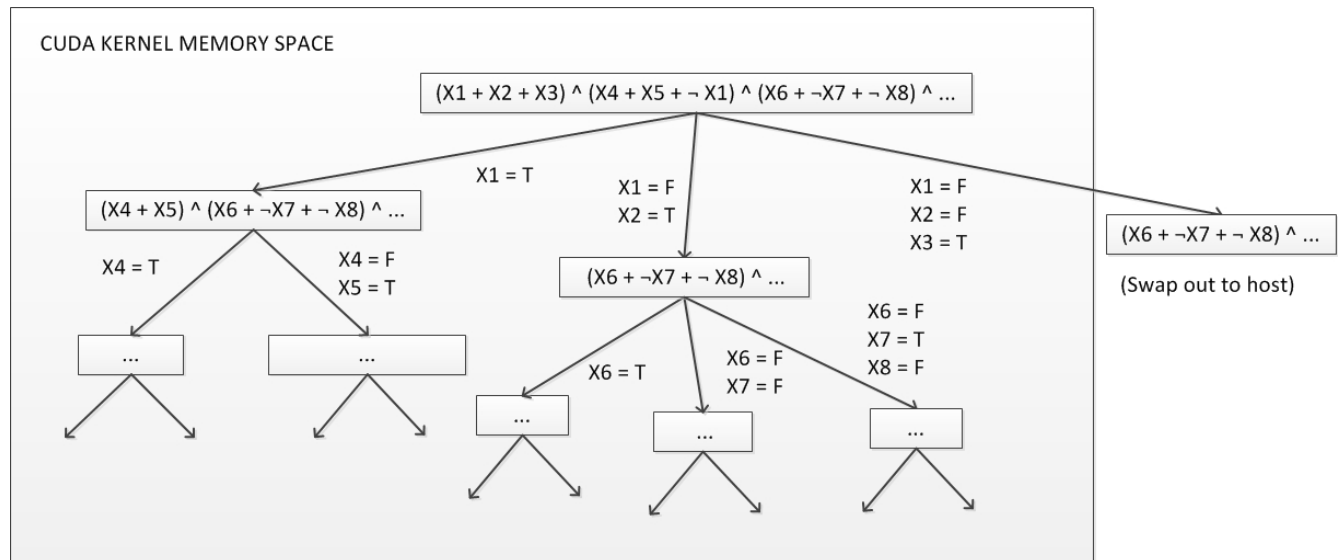 CUDA KERNEL MEMORY SPACE
(X1 + X2 + X3) ^ (X4 + X5 + ¬ X1) ^ (X6 + ¬X7 + ¬ X8) ^ ...
X1 = T
X1 = F
X2 = T
X1 = F
X2 = F
X3 = T
(X4 + X5) ^ (X6 + ¬X7 + ¬ X8) ^ ...
(X6 + ¬X7 + ¬ X8) ^ ...
(Swap out to host)
X4 = T
X4 = F
X5 = T
(X6 + ¬X7 + ¬ X8) ^ ...
...
...
X6 = T
X6 = F
X7 = F
X6 = F
X7 = T
X8 = F
...
...
...